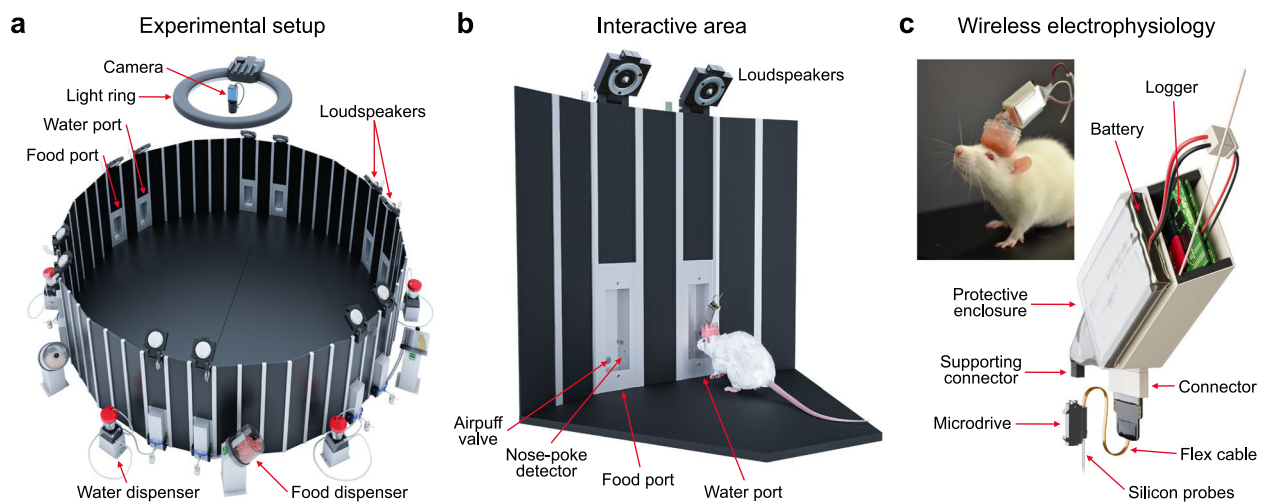 a Experimental setup
Camera
Light ring
Water port
Food port
Loudspeakers
Water dispenser
Food dispenser
b Interactive area
Loudspeakers
Airpuff
valve
Nose-poke
detector
Food port
Water port
c Wireless electrophysiology
Logger
Battery
Protective
enclosure
Supporting
connector
Connector
Microdrive
Flex cable
Silicon probes